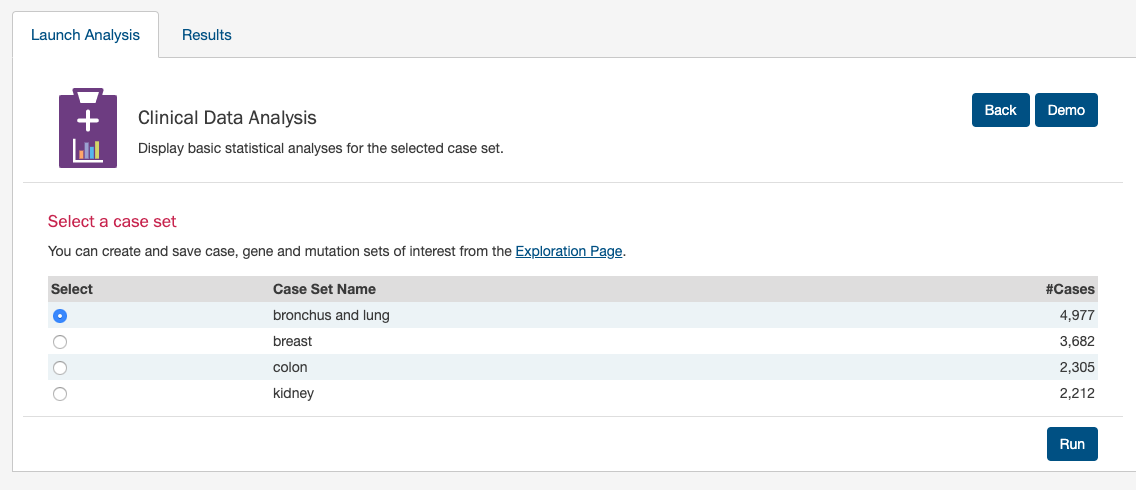 Launch Analysis Results
Clinical Data Analysis
Display basic statistical analyses for the selected case set.
Back Demo
Select a case set
You can create and save case, gene and mutation sets of interest from the Exploration Page.
Select Case Set Name #Cases
bronchus and lung 4,977
breast 3,682
colon 2,305
kidney 2,212
Run